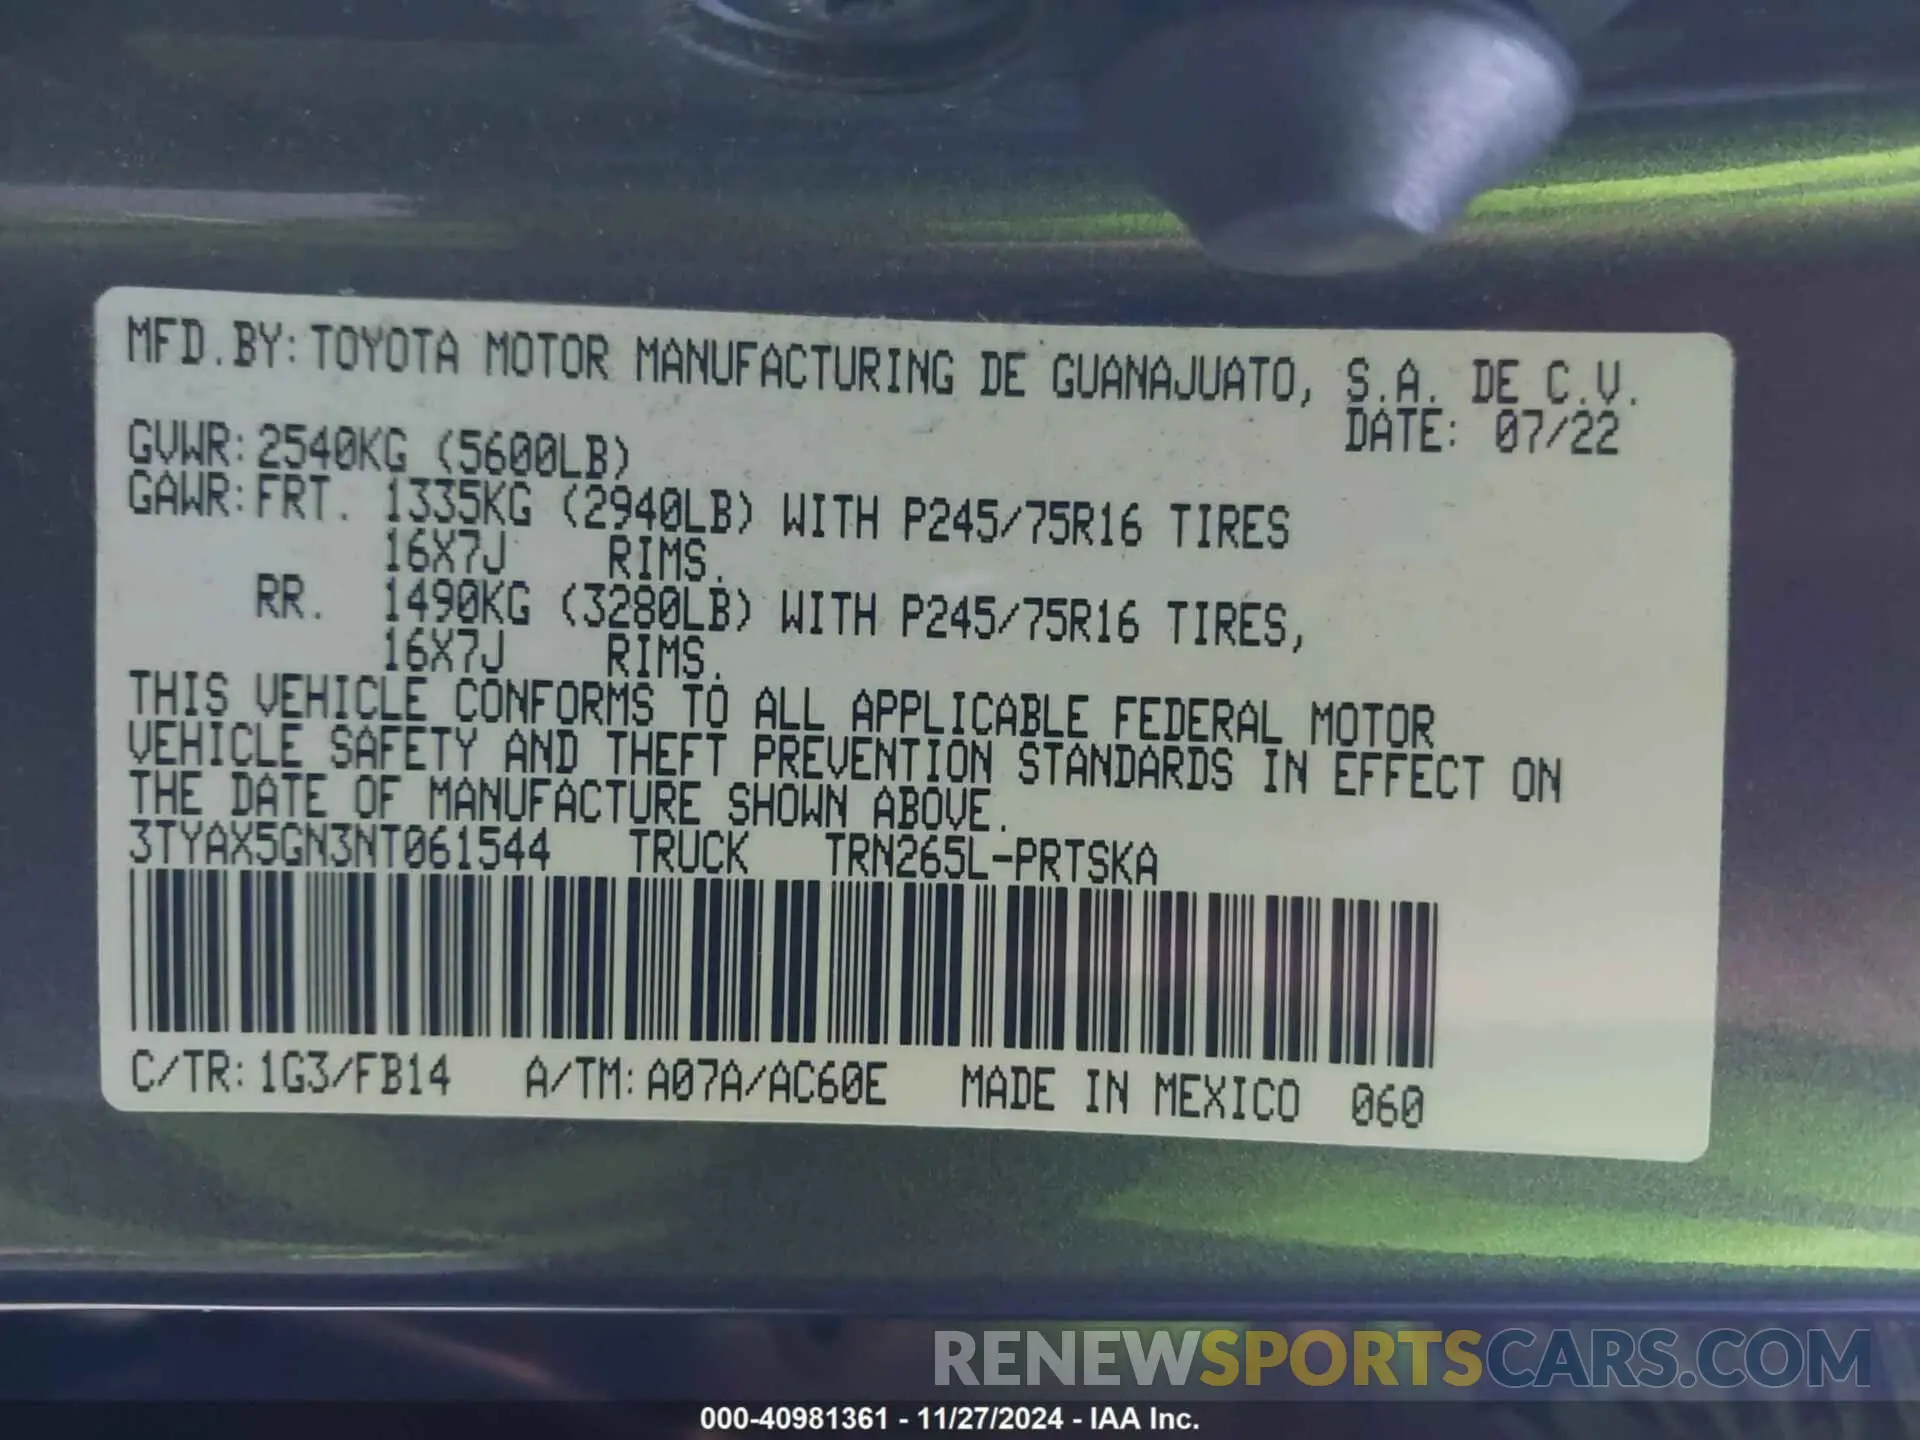 MFD.BY:TOYOTA MOTOR MANUFACTURING DE GUANAJUATO, S.A. DE C.V.
DATE: 07/22
GVWR:2540KG (5600LB)
GAWR:FRT. 1335KG (2940LB) WITH P245/75R16 TIRES
16X7J RIMS.
RR. 1490KG (3280LB) WITH P245/75R16 TIRES,
16X7J RIMS.
THIS VEHICLE CONFORMS TO ALL APPLICABLE FEDERAL MOTOR
VEHICLE SAFETY AND THEFT PREVENTION STANDARDS IN EFFECT ON
THE DATE OF MANUFACTURE SHOWN ABOVE.
3TYAX5GN3NT061544 TRUCK TRN265L-PRTSKA
C/TR:1G3/FB14 A/TM:A07A/AC60E MADE IN MEXICO 060
RENEWSPORTSCARS.COM
000-40981361 - 11/27/2024 - IAA Inc.